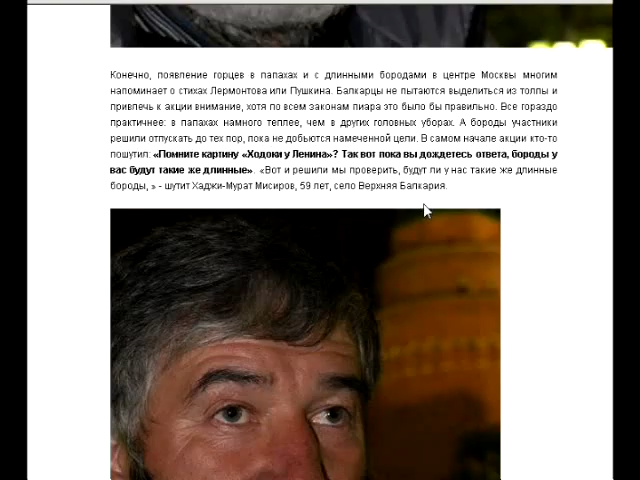 Конечно, появление горцев в папахах и с длинными бородами в центре Москвы многим
напоминает о стихах Лермонтова или Пушкина. Балкарцы не пытаются выделиться из толпы и
привлечь к акции внимание, хотя по всем законам пиара это было бы правильно. Все гораздо
практичнее: в папахах намного теплее, чем в других головных уборах. А бороды участники
решили отпускать до тех пор, пока не добьются намеченной цели. В самом начале акции кто-то
пошутил: «Помните картину «Ходоки у Ленина»? Так вот пока вы дождетесь ответа, бороды у
вас будут такие же длинные». «Вот и решили мы проверить, будут ли у нас такие же длинные
бороды, » - шутит Хаджи-Мурат Мисиров, 59 лет, село Верхняя Балкария.